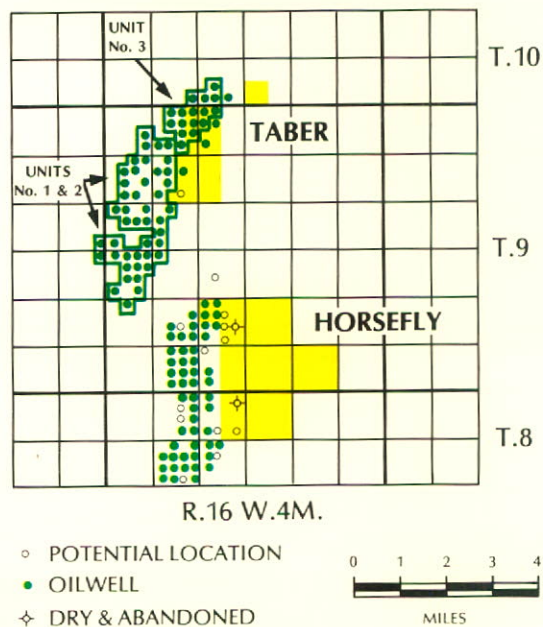 UNIT
No. 3
T.10
TABER
UNITS
No. 1 & 2
T.9
HORSEFLY
T.8
R.16 W.4M.
POTENTIAL LOCATION
OILWELL
DRY & ABANDONED
0 1 2 3 4
MILES